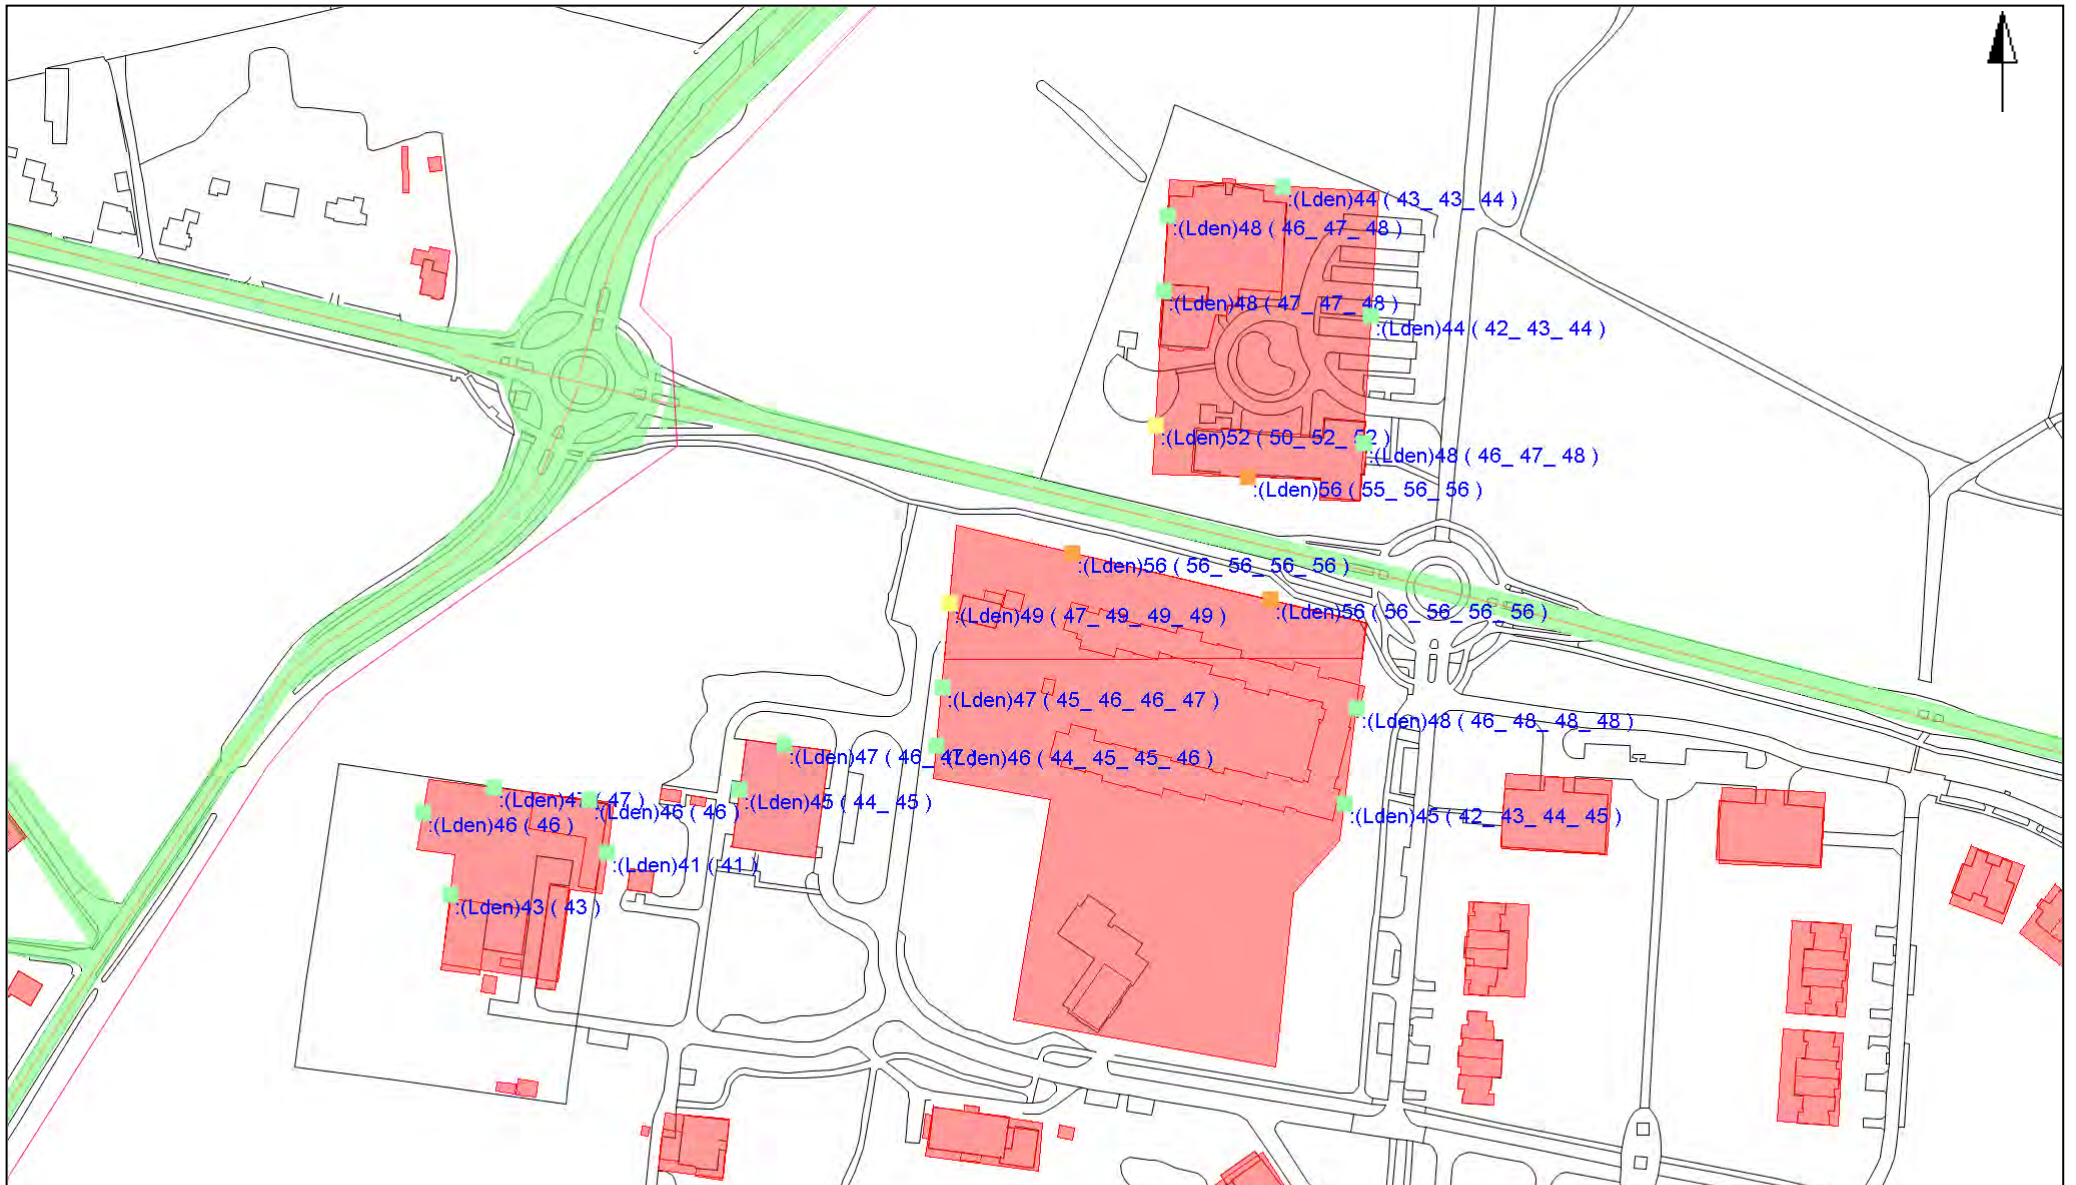 :(Lden)44 ( 43_ 43_ 44 )
:(Lden)48 ( 46_ 47_ 48 )
:(Lden)48 ( 47_ 47_ 48 )
:(Lden)44 ( 42_ 43_ 44 )
:(Lden)52 ( 50_ 52_ 52 )
:(Lden)48 ( 46_ 47_ 48 )
:(Lden)56 ( 55_ 56_ 56 )
:(Lden)56 ( 56_ 56_ 56_ 56 )
:(Lden)49 ( 47_ 49_ 49_ 49 )
:(Lden)56 ( 56_ 56_ 56_ 56 )
:(Lden)47 ( 45_ 46_ 46_ 47 )
:(Lden)48 ( 46_ 48_ 48_ 48 )
:(Lden)47 ( 46_ 47 )
:(Lden)46 ( 44_ 45_ 45_ 46 )
:(Lden)47 ( 47 )
:(Lden)46 ( 46 )
:(Lden)45 ( 44_ 45 )
:(Lden)46 ( 46 )
:(Lden)45 ( 42_ 43_ 44_ 45 )
:(Lden)41 ( 41 )
:(Lden)43 ( 43 )